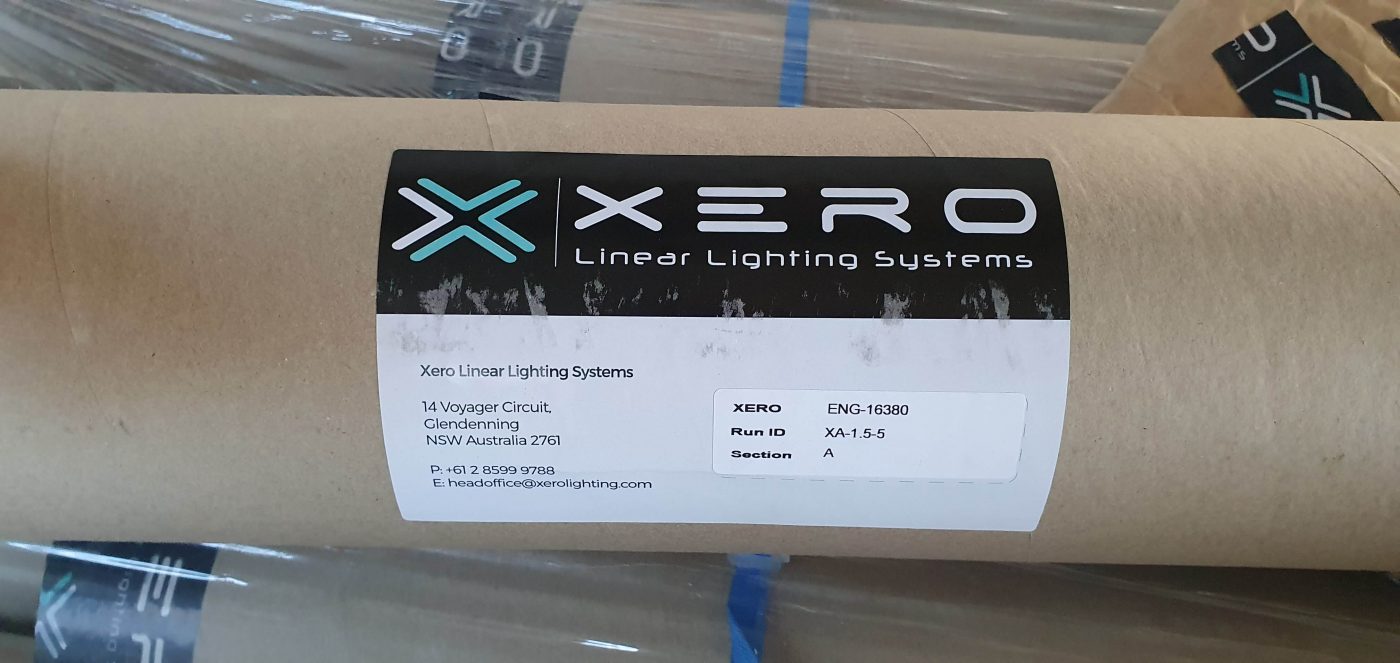 XERO
Linear Lighting Systems
Xero Linear Lighting Systems
14 Voyager Circuit,
Glendenning
NSW Australia 2761
P: +61 2 8599 9788
E: headoffice@xerolighting.com
XERO ENG-16380
Run ID XA-1.5-5
Section A